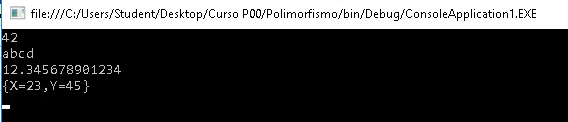 file:///C:/Users/Student/Desktop/Curso P00/Polimorfismo/bin/Debug/ConsoleApplication1.EXE
42
abcd
12.345678901234
{X=23,Y=45}